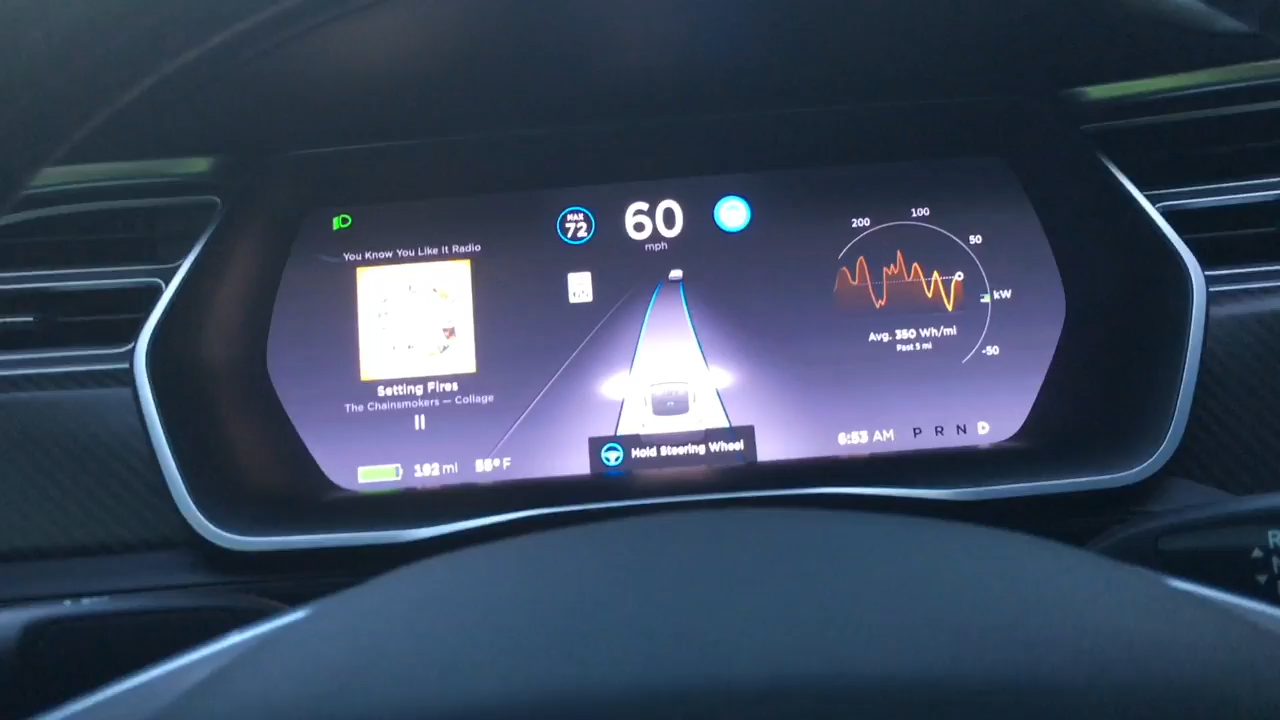 You Know You Like It Radio
Setting Fires
The Chainsmokers — Collage
192 mi 55° F
MAX
72
60
mph
65
Hold Steering Wheel
200
100
50
kW
-50
Avg. 350 Wh/mi
Past 5 mi
6:53 AM P R N D
R